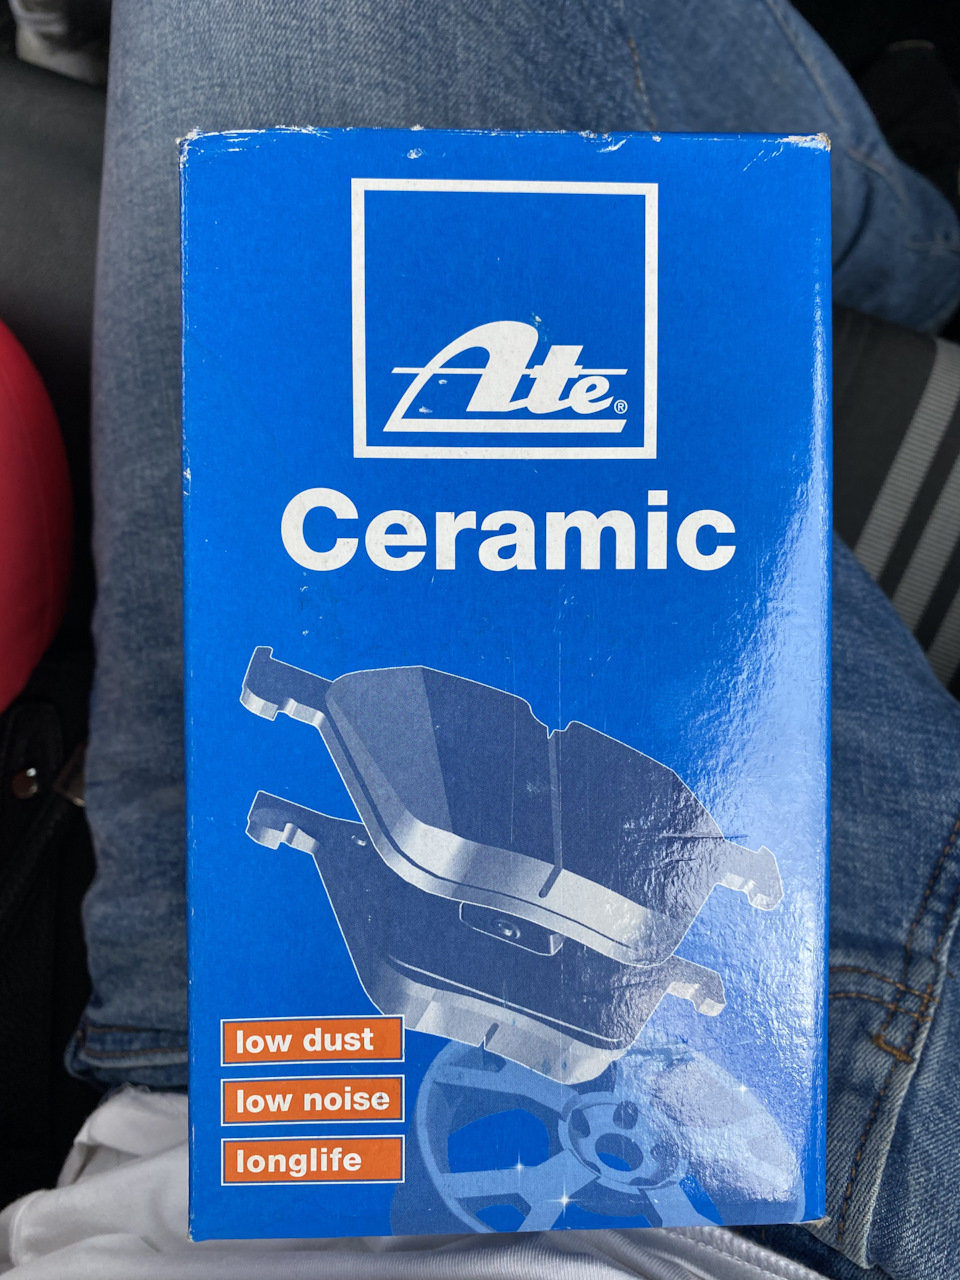 Ate®
Ceramic
low dust
low noise
longlife